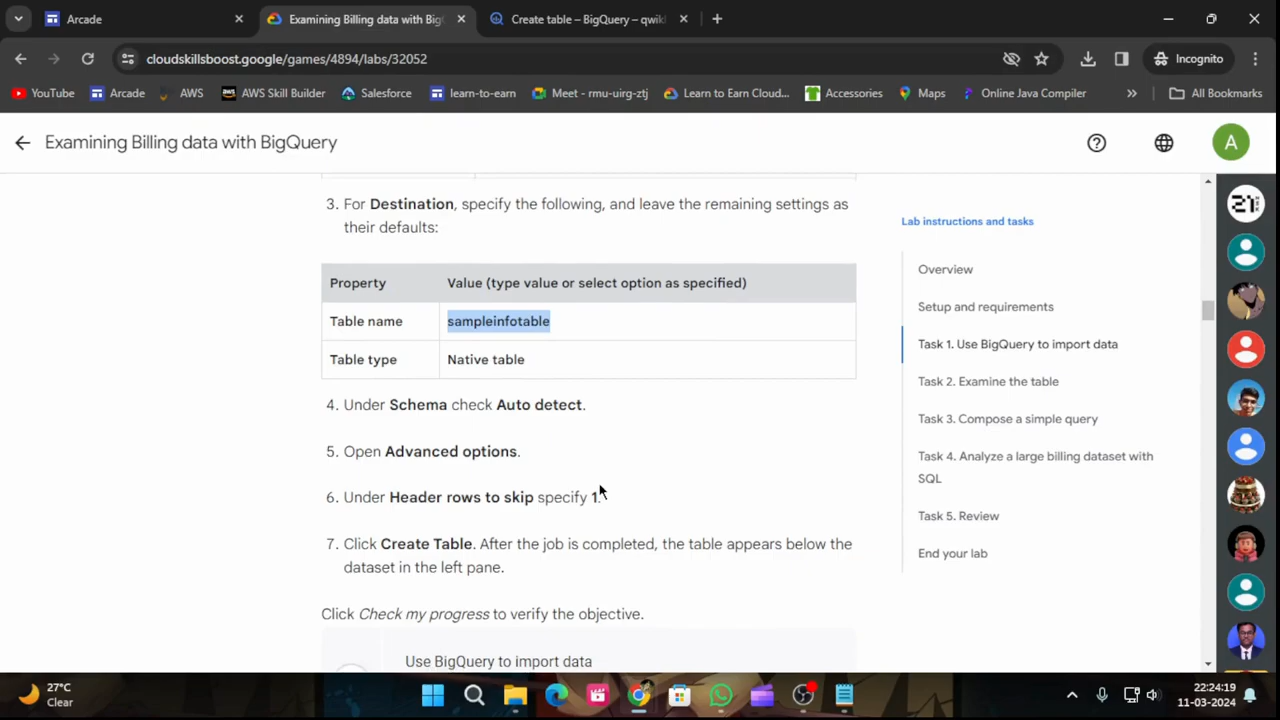 Arcade
Examining Billing data with Big
Create table – BigQuery – qwikl
cloudskillsboost.google/games/4894/labs/32052
Incognito
YouTube
Arcade
AWS
AWS Skill Builder
Salesforce
learn-to-earn
Meet - rmu-uirg-ztj
Learn to Earn Cloud...
Accessories
Maps
Online Java Compiler
All Bookmarks
Examining Billing data with BigQuery
A
3. For Destination, specify the following, and leave the remaining settings as
their defaults:
Property Value (type value or select option as specified)
Table name sampleinfotable
Table type Native table
4. Under Schema check Auto detect.
5. Open Advanced options.
6. Under Header rows to skip specify 1.
7. Click Create Table. After the job is completed, the table appears below the
dataset in the left pane.
Click Check my progress to verify the objective.
Use BigQuery to import data
Lab instructions and tasks
Overview
Setup and requirements
Task 1. Use BigQuery to import data
Task 2. Examine the table
Task 3. Compose a simple query
Task 4. Analyze a large billing dataset with
SQL
Task 5. Review
End your lab
27°C
Clear
22:24:19
11-03-2024